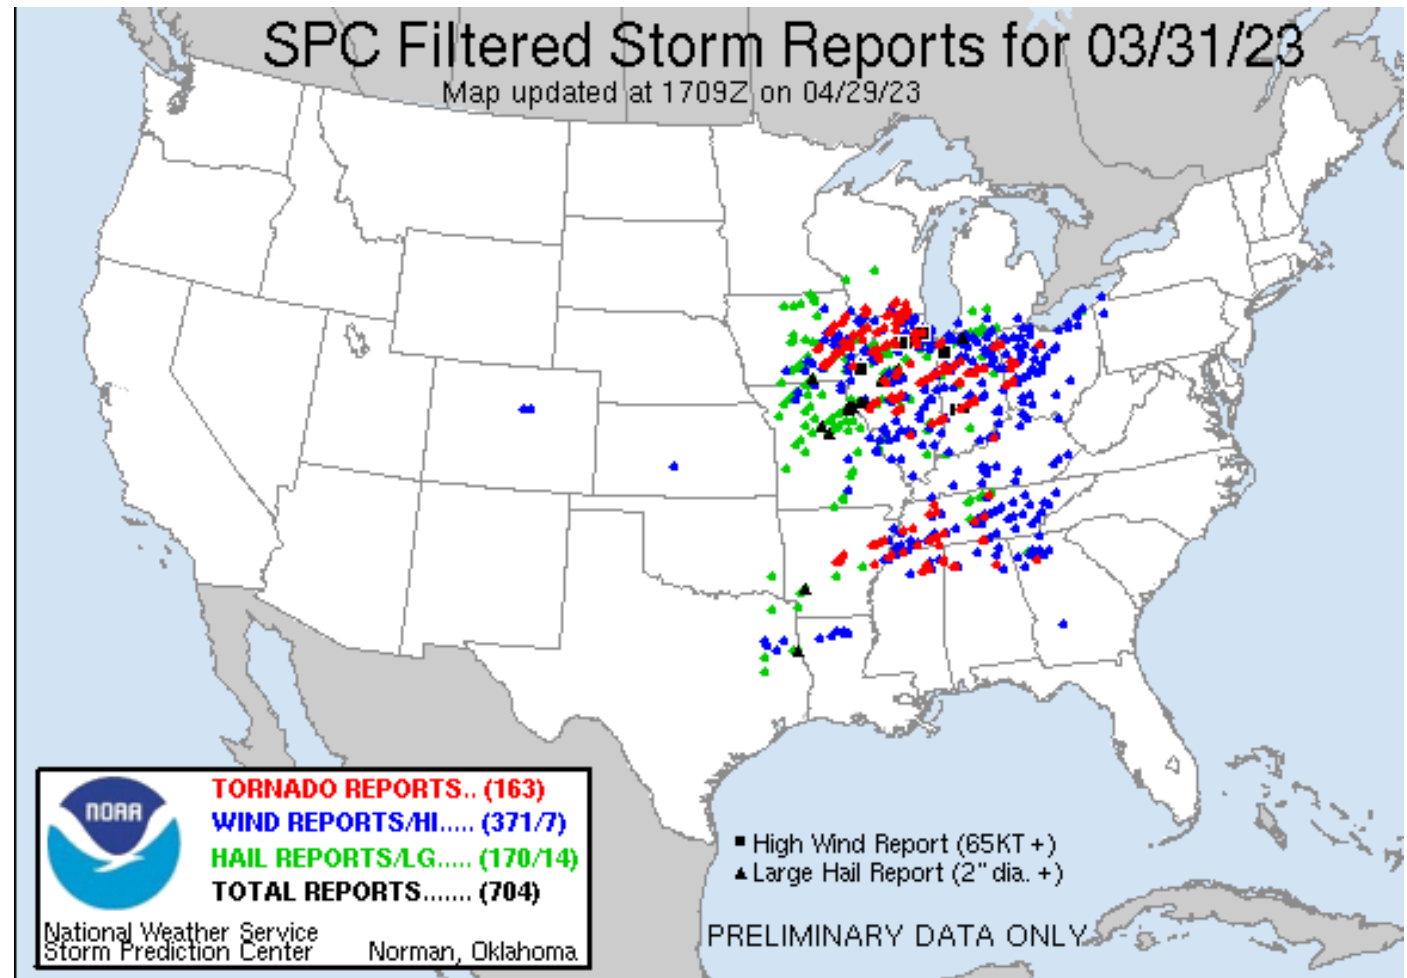 SPC Filtered Storm Reports for 03/31/23
Map updated at 1709Z on 04/29/23
NOAA
TORNADO REPORTS.. (163)
WIND REPORTS/HI..... (371/7)
HAIL REPORTS/LG..... (170/14)
TOTAL REPORTS....... (704)
National Weather Service
Storm Prediction Center Norman, Oklahoma
High Wind Report (65KT +)
Large Hail Report (2" dia. +)
PRELIMINARY DATA ONLY